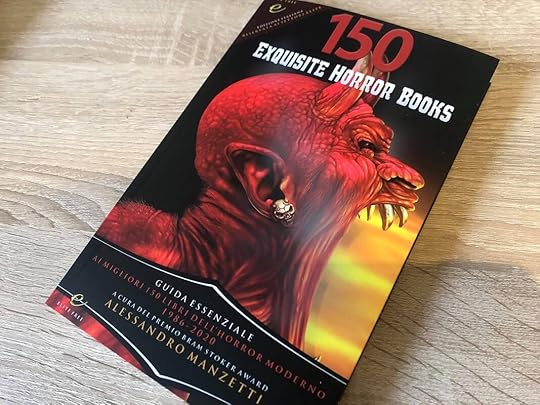 150
EXQUISITE HORROR BOOKS
GUIDA ESSENZIALE
AI MIGLIORI 150 LIBRI DELL'HORROR MODERNO
1986-2020
A CURA DEL PREMIO BRAM STOKER AWARD
ALESSANDRO MANZETTI